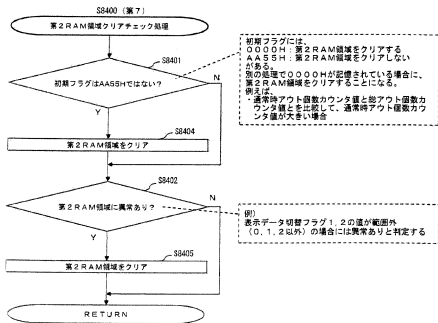 S8400（第7）
第2RAM領域クリアチェック処理
S8401
初期フラグはAA55Hではない？
N
Y
S8404
第2RAM領域をクリア
S8402
第2RAM領域に異常あり？
N
Y
S8405
第2RAM領域をクリア
RETURN
初期フラグには、
0000H：第2RAM領域をクリアする
AA55H：第2RAM領域をクリアしない
がある。
別の処理で0000Hが記憶されている場合に、
第2RAM領域をクリアすることになる。
例えば、
・通常時アウト個数カウンタ値と総アウト個数カ
ウンタ値とを比較して、通常時アウト個数カウ
ンタ値が大きい場合
例）
表示データ切替フラグ1，2の値が範囲外
（0，1，2以外）の場合には異常ありと判定する